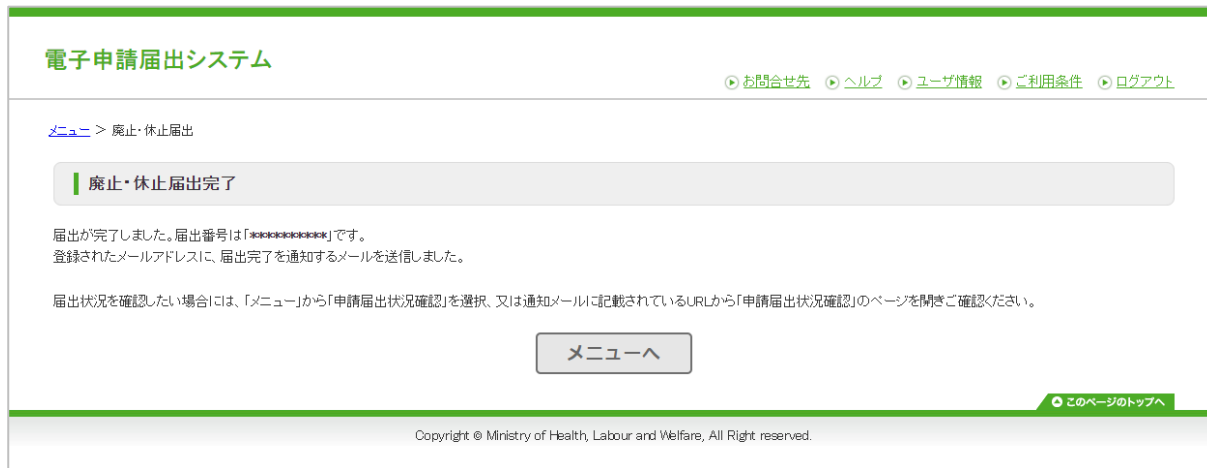 電子申請届出システム
お問合せ先 ヘルプ ユーザ情報 ご利用条件 ログアウト
メニュー > 廃止・休止届出
廃止・休止届出完了
届出が完了しました。届出番号は「**********」です。
登録されたメールアドレスに、届出完了を通知するメールを送信しました。
届出状況を確認したい場合には、「メニュー」から「申請届出状況確認」を選択、又は通知メールに記載されているURLから「申請届出状況確認」のページを開きご確認ください。
メニューへ
このページのトップへ
Copyright © Ministry of Health, Labour and Welfare, All Right reserved.